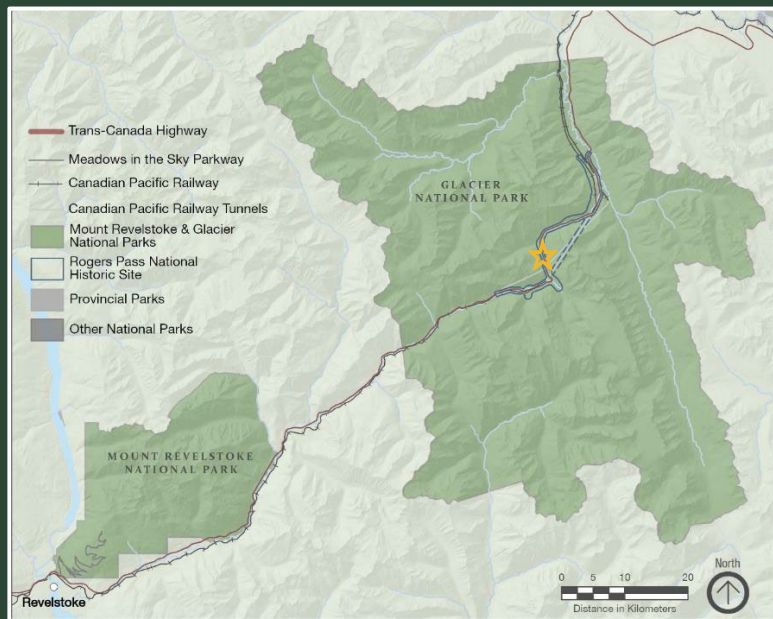 Trans-Canada Highway
Meadows in the Sky Parkway
Canadian Pacific Railway
Canadian Pacific Railway Tunnels
Mount Revelstoke & Glacier
National Parks
Rogers Pass National
Historic Site
Provincial Parks
Other National Parks
GLACIER
NATIONAL PARK
MOUNT REVELSTOKE
NATIONAL PARK
Revelstoke
0 5 10 20
Distance in Kilometers
North